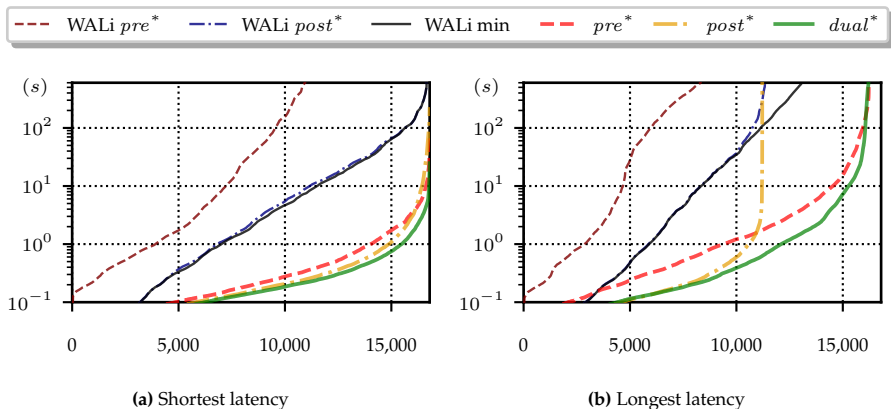 WALi pre* WALi post* WALi min pre* post* dual*
(s)
10² 
10¹
10⁰
10⁻¹
0 5,000 10,000 15,000
(a) Shortest latency
(s)
10²
10¹
10⁰
10⁻¹
0 5,000 10,000 15,000
(b) Longest latency